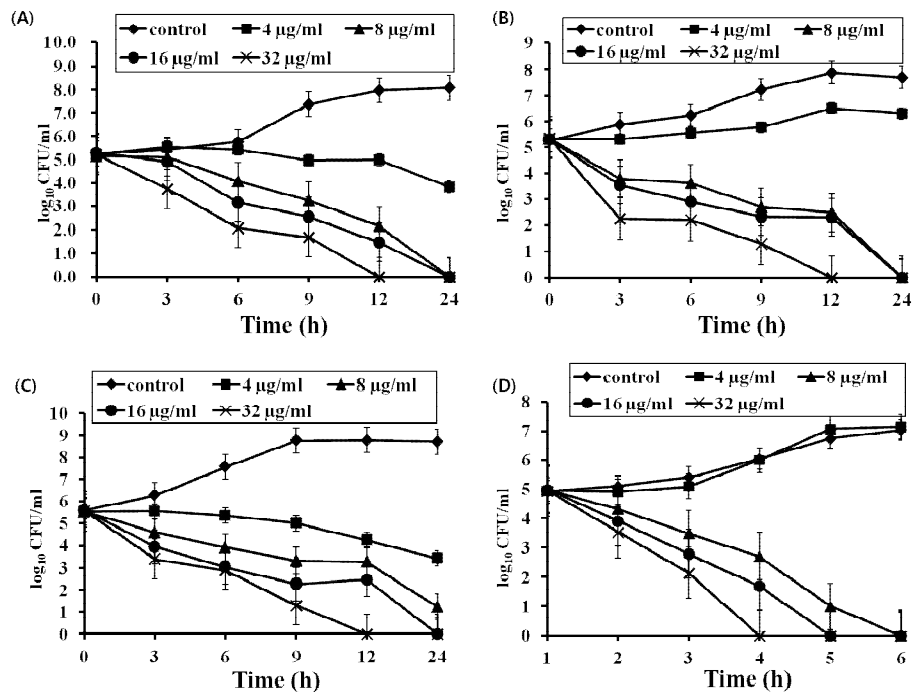 (A)
control 4 µg/ml 8 µg/ml
16 µg/ml 32 µg/ml
10.0
9.0
8.0
7.0
6.0
5.0
4.0
3.0
2.0
1.0
0.0
log10 CFU/ml
0 3 6 9 12 24
Time (h)
(B)
control 4 µg/ml 8 µg/ml
16 µg/ml 32 µg/ml
9
8
7
6
5
4
3
2
1
0
log10 CFU/ml
0 3 6 9 12 24
Time (h)
(C)
control 4 µg/ml 8 µg/ml
16 µg/ml 32 µg/ml
10
9
8
7
6
5
4
3
2
1
0
log10 CFU/ml
0 3 6 9 12 24
Time (h)
(D)
control 4 µg/ml 8 µg/ml
16 µg/ml 32 µg/ml
8
7
6
5
4
3
2
1
0
log10 CFU/ml
1 2 3 4 5 6
Time (h)